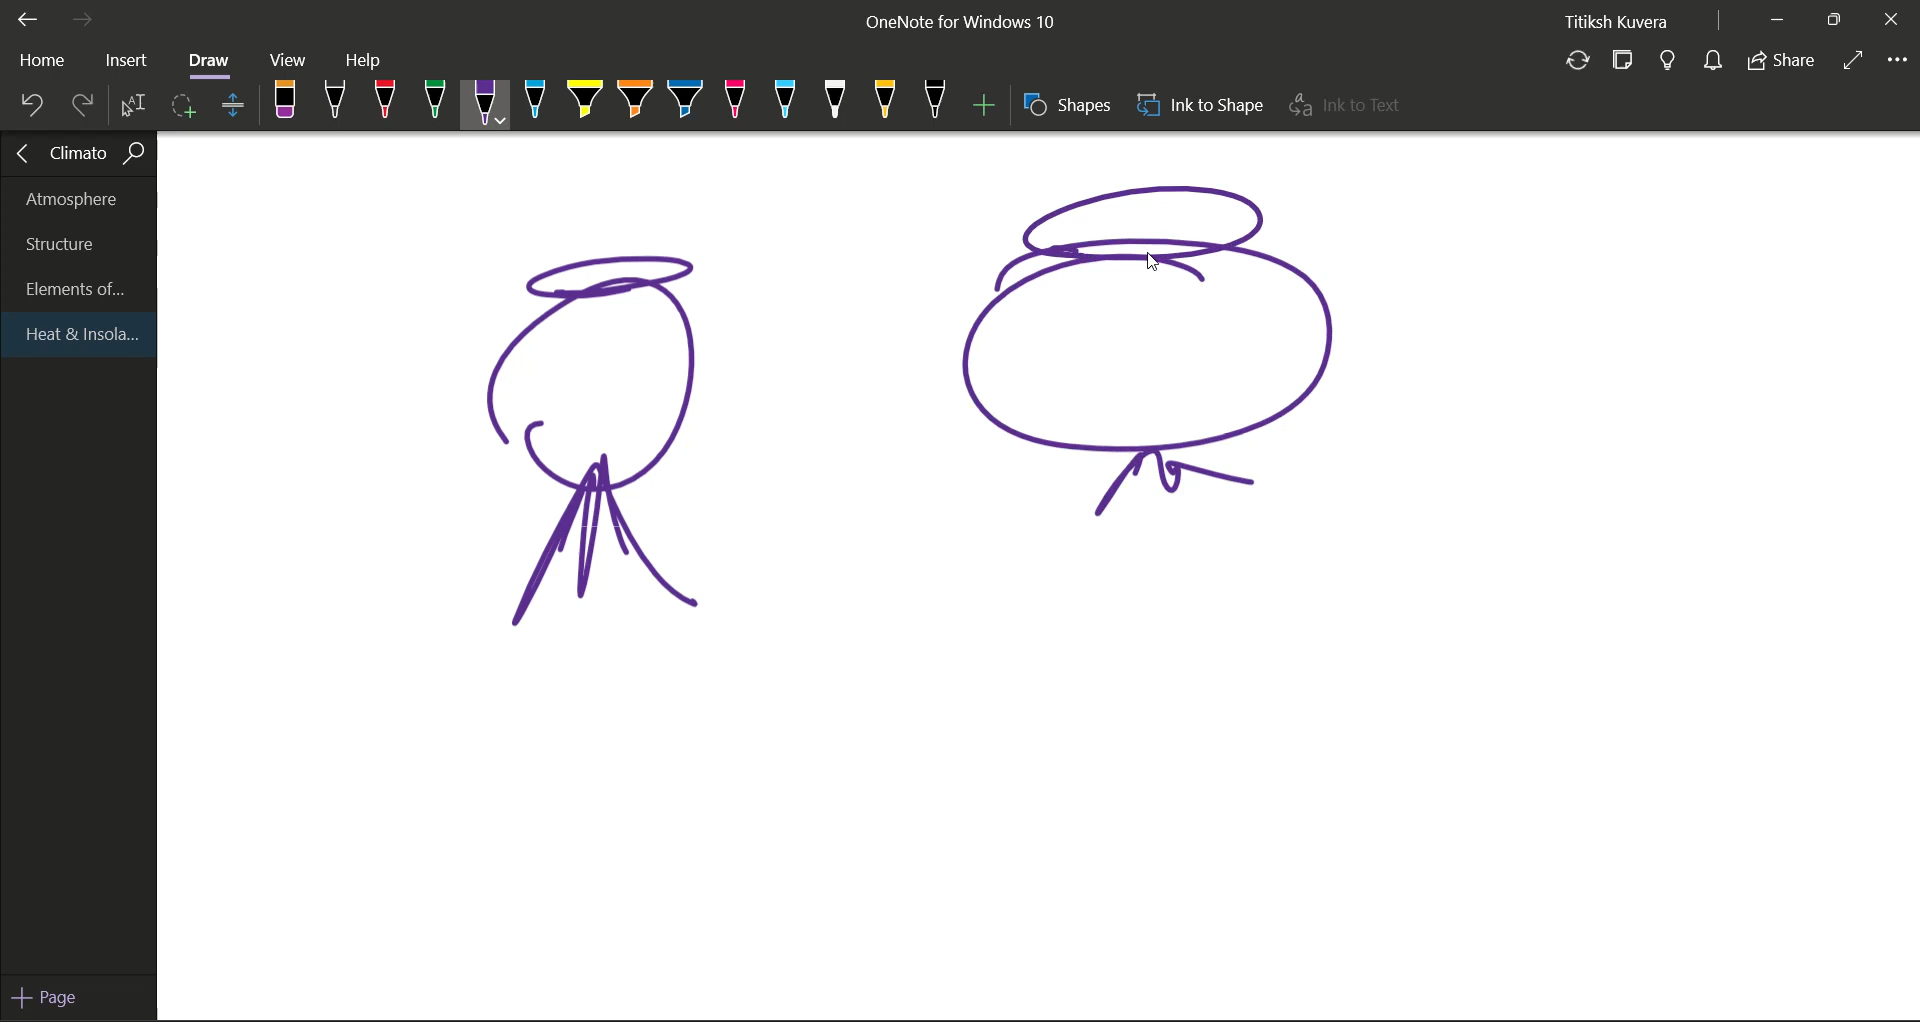 OneNote for Windows 10
Titiksh Kuvera
Home Insert Draw View Help
Share
Shapes Ink to Shape Ink to Text
Climato
Atmosphere
Structure
Elements of...
Heat & Insola...
Page